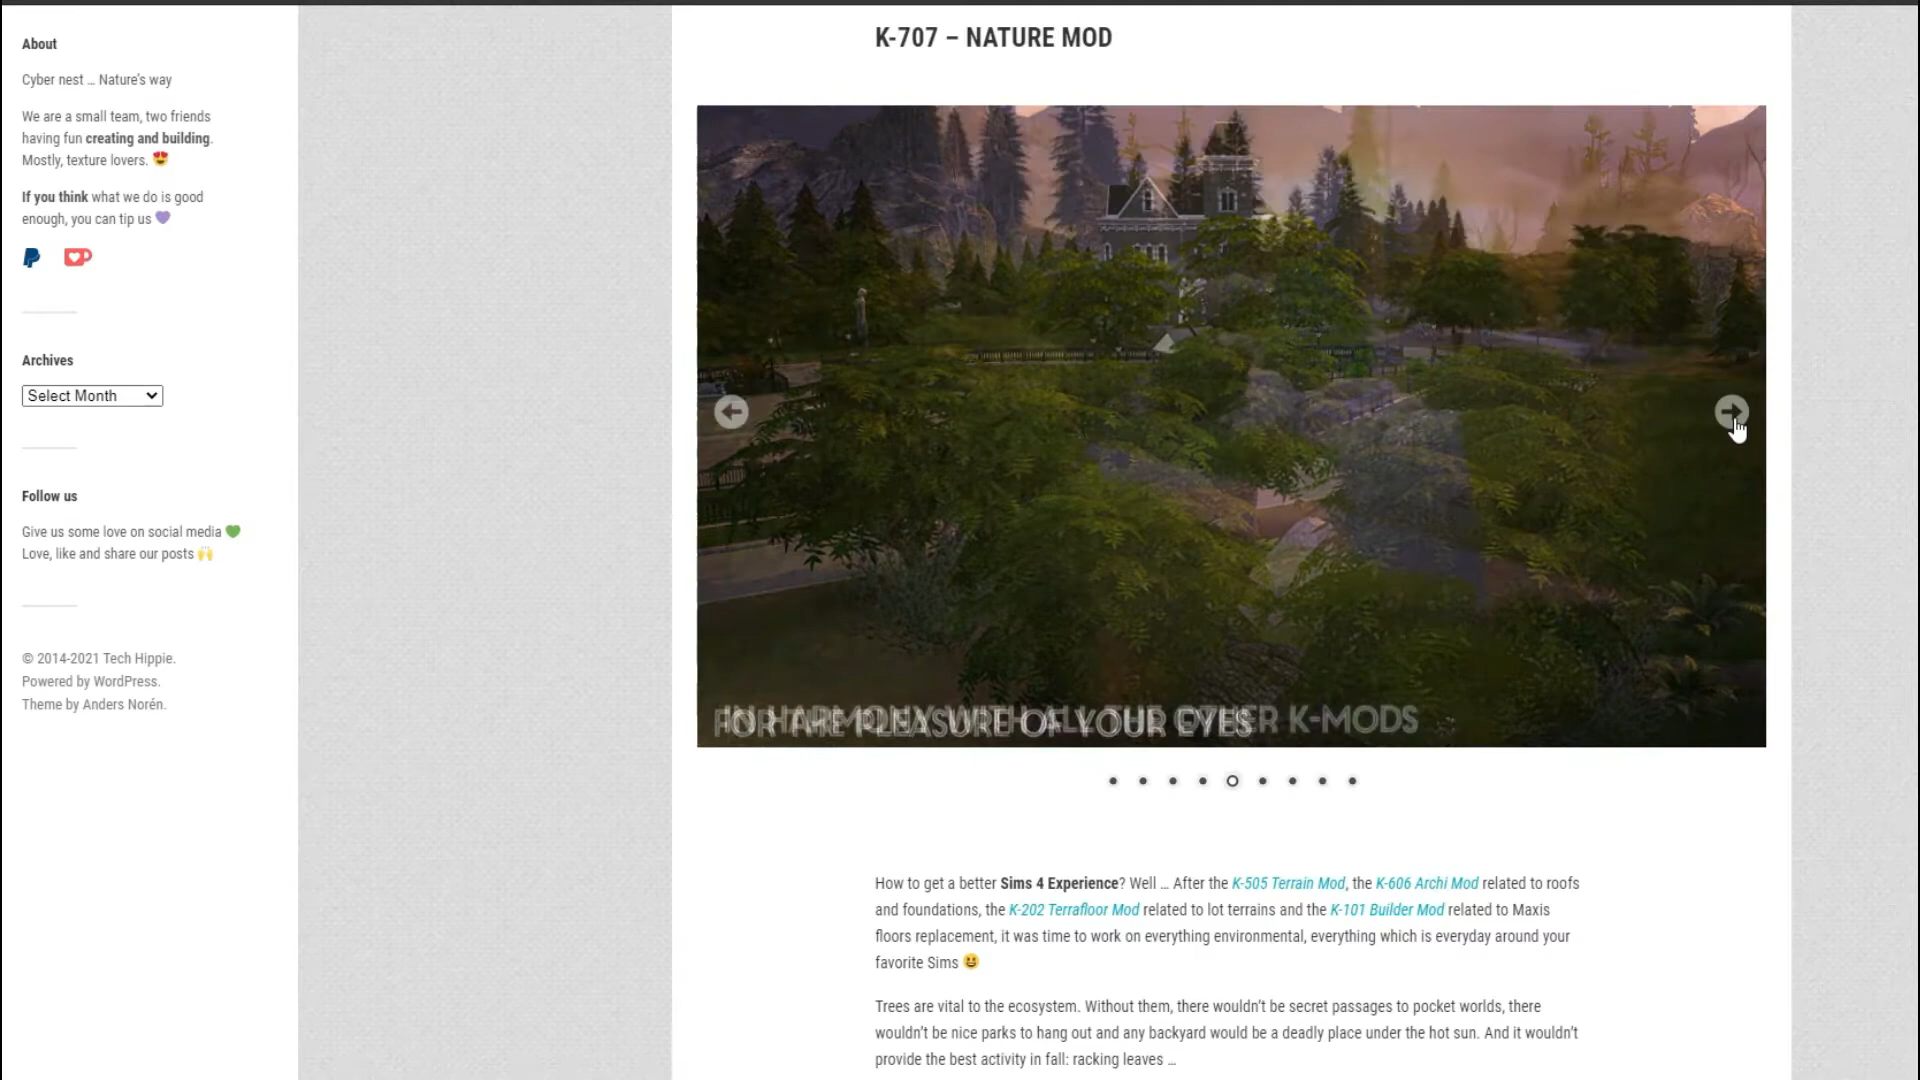 About
Cyber nest … Nature's way
We are a small team, two friends
having fun creating and building.
Mostly, texture lovers. 😍
If you think what we do is good
enough, you can tip us 💜
Archives
Select Month
Follow us
Give us some love on social media 💚
Love, like and share our posts 🙌
© 2014-2021 Tech Hippie.
Powered by WordPress.
Theme by Anders Norén.
K-707 – NATURE MOD
FOR THE PLEASURE OF YOUR EYES
IN HARMONY WITH ALL THE OTHER K-MODS
How to get a better Sims 4 Experience? Well … After the K-505 Terrain Mod, the K-606 Archi Mod related to roofs
and foundations, the K-202 Terrafloor Mod related to lot terrains and the K-101 Builder Mod related to Maxis
floors replacement, it was time to work on everything environmental, everything which is everyday around your
favorite Sims 😆
Trees are vital to the ecosystem. Without them, there wouldn't be secret passages to pocket worlds, there
wouldn't be nice parks to hang out and any backyard would be a deadly place under the hot sun. And it wouldn't
provide the best activity in fall: racking leaves …